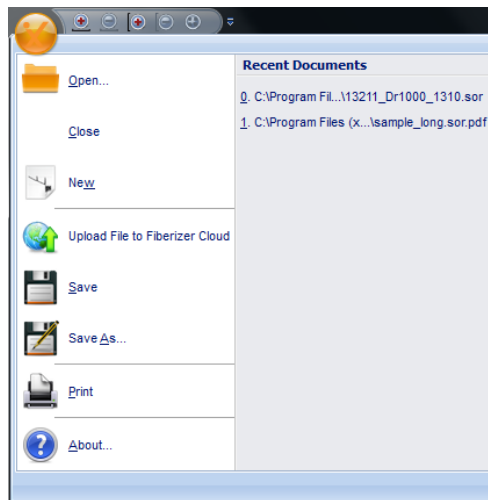 Recent Documents
Open...
0. C:\Program Fil...\13211_Dr1000_1310.sor
1. C:\Program Files (x...\sample_long.sor.pdf
Close
New
Upload File to Fiberizer Cloud
Save
Save As...
Print
About...